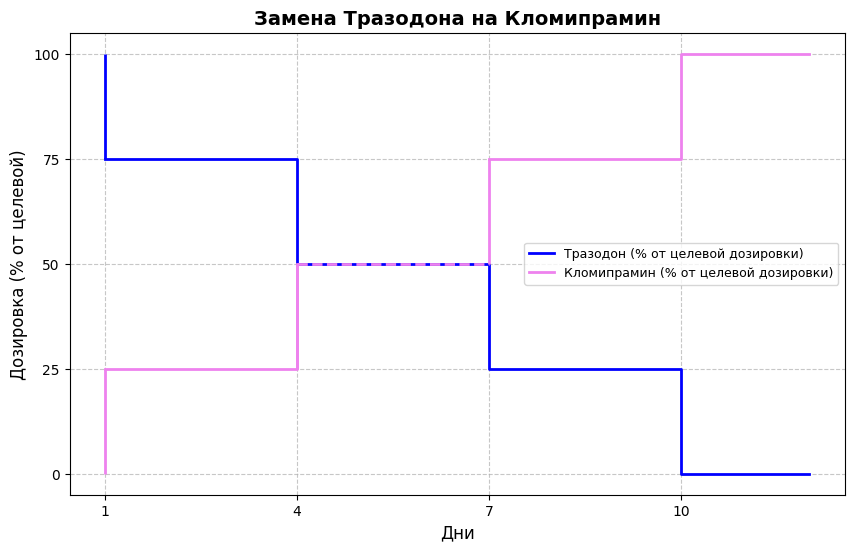 Замена Тразодона на Кломипрамин
Дозировка (% от целевой)
100
75
50
25
0
Тразодон (% от целевой дозировки)
Кломипрамин (% от целевой дозировки)
1 4 7 10
Дни